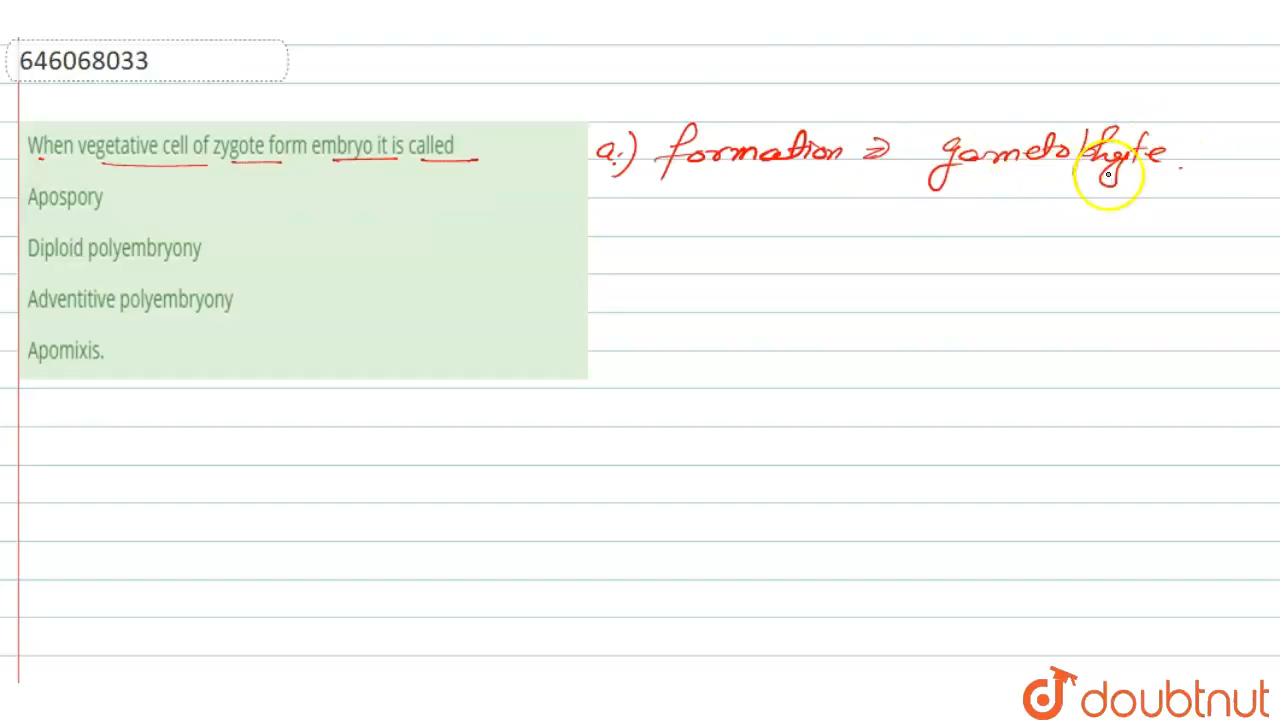 646068033
When vegetative cell of zygote form embryo it is called
a.) formation ⇒ gametophyte.
Apospory
Diploid polyembryony
Adventitive polyembryony
Apomixis.
doubtnut